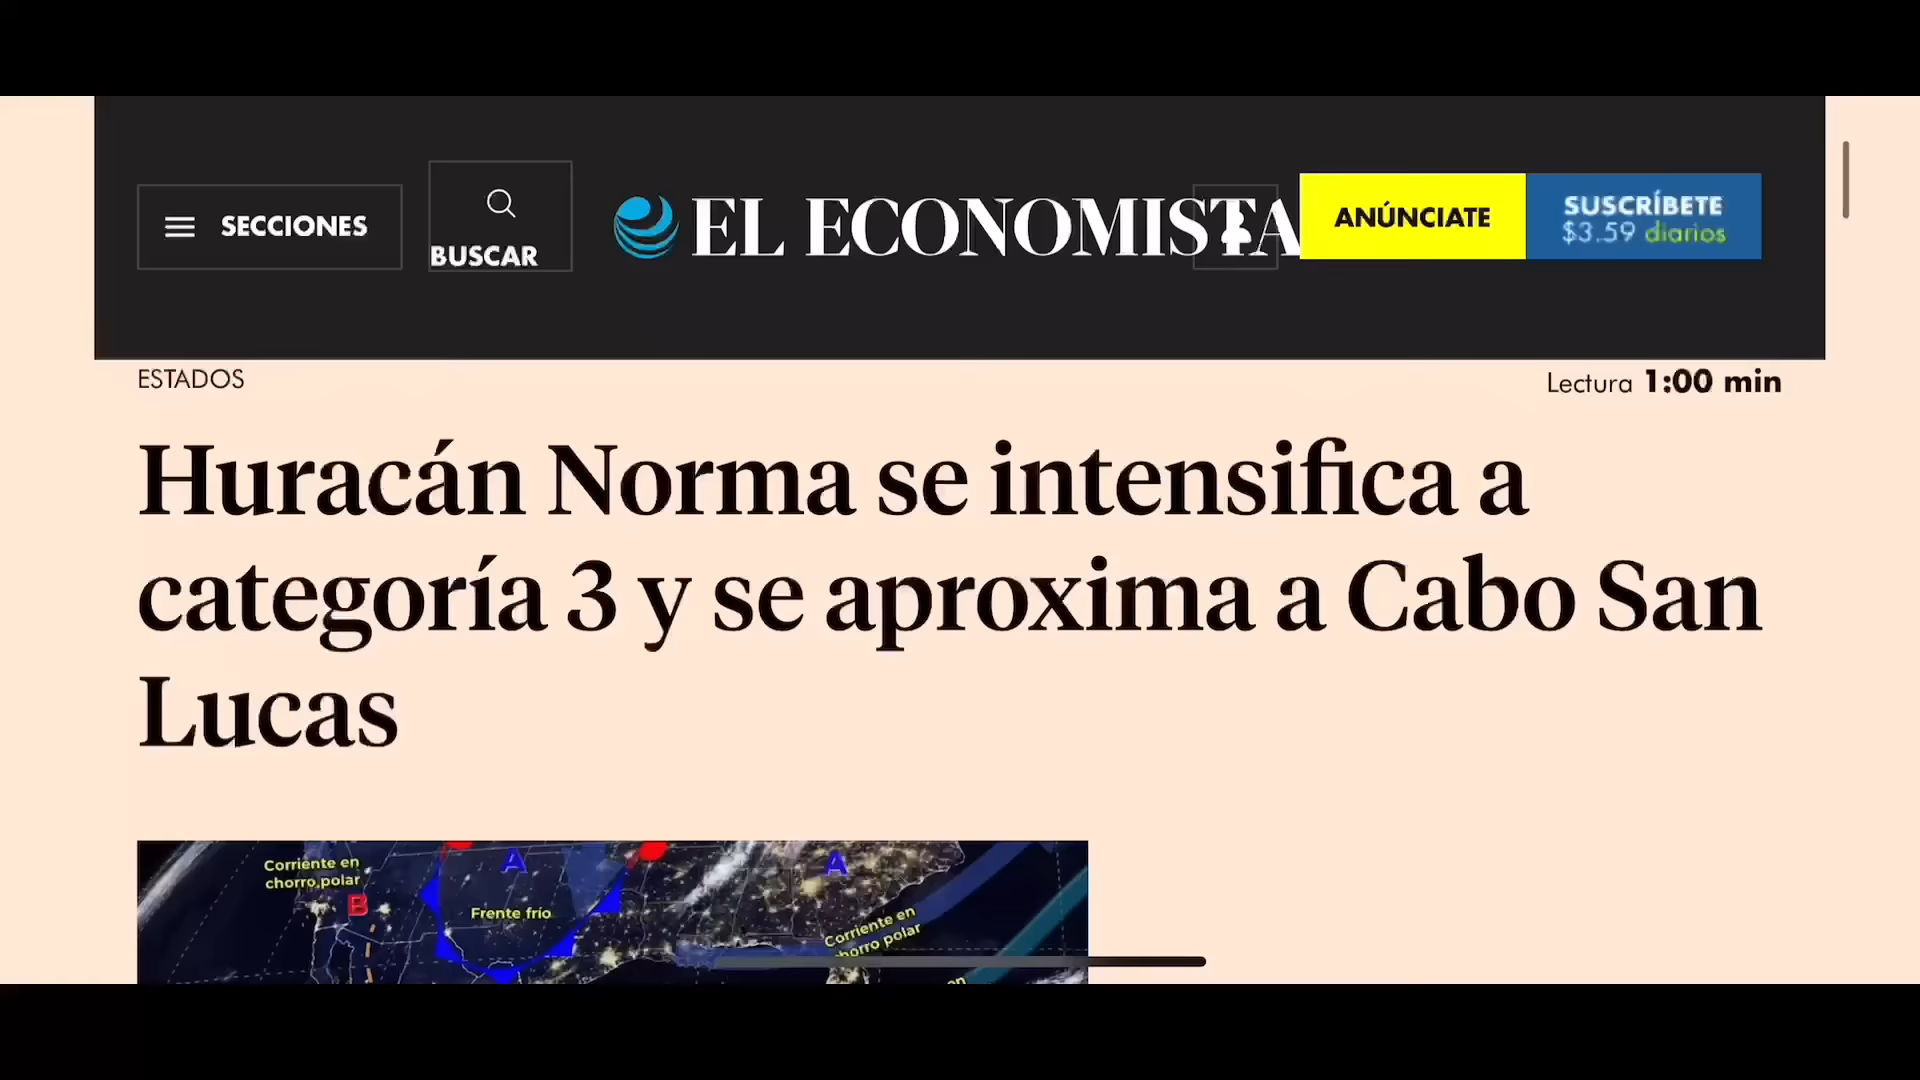 SECCIONES
BUSCAR
EL ECONOMISTA
ANÚNCIATE
SUSCRÍBETE
$3.59 diarios
ESTADOS
Lectura 1:00 min
Huracán Norma se intensifica a
categoría 3 y se aproxima a Cabo San
Lucas
Corriente en
chorro polar
A
A
B
Frente frío
Corriente en
chorro polar
en